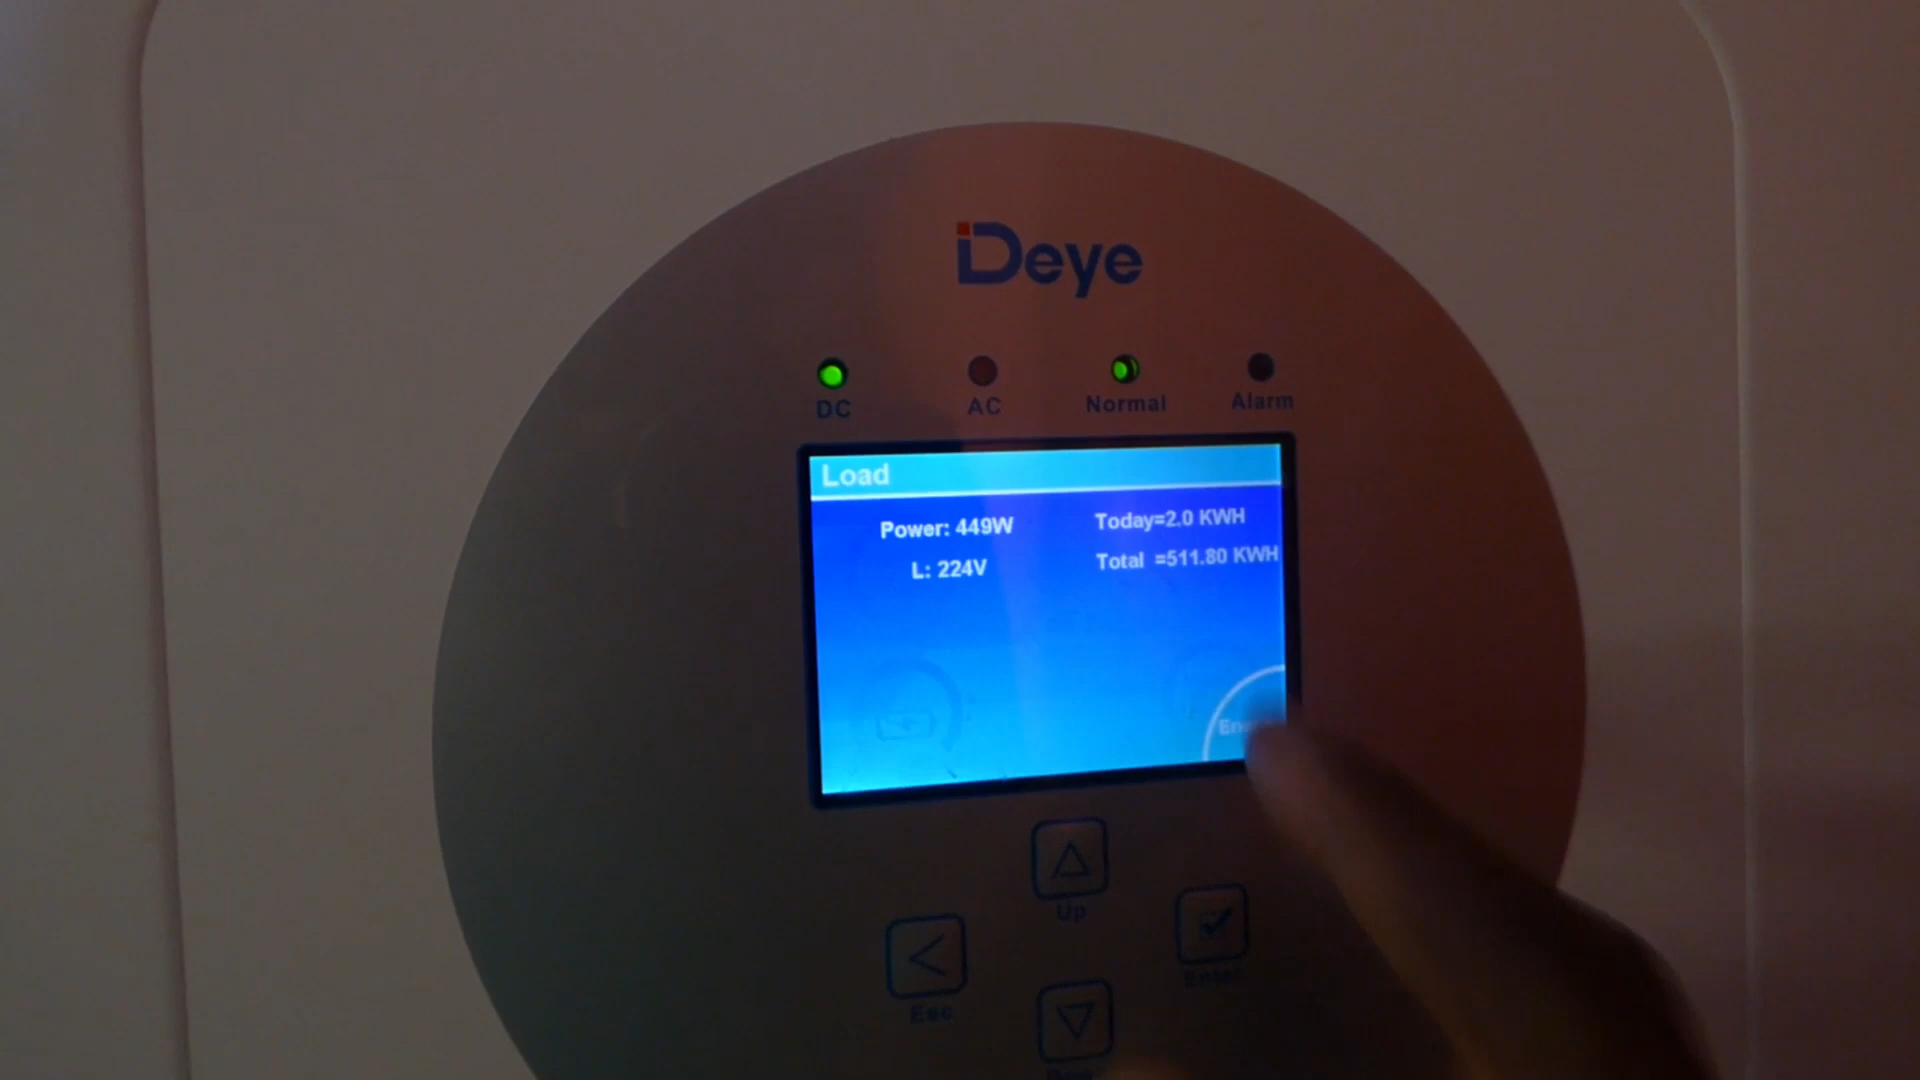 Deye
DC
AC
Normal
Alarm
Load
Power: 449W
Today=2.0 KWH
L: 224V
Total =511.80 KWH
Up
Enter
Esc